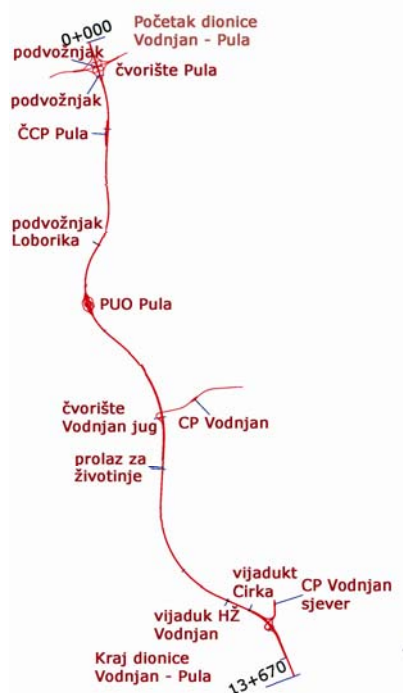 0+000
Početak dionice
Vodnjan - Pula
podvožnjak
čvorište Pula
podvožnjak
ČCP Pula
podvožnjak
Loborika
PUO Pula
čvorište
Vodnjan jug
CP Vodnjan
prolaz za
životinje
vijadukt
Cirka
CP Vodnjan
sjever
vijaduk HŽ
Vodnjan
Kraj dionice
Vodnjan - Pula
13+670